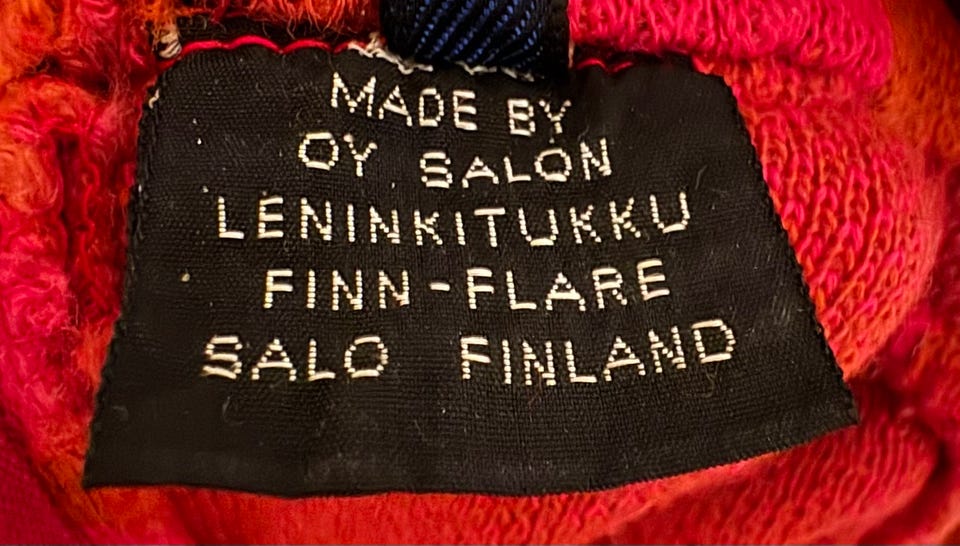 MADE BY
OY SALON
LENINKITUKKU
FINN-FLARE
SALO FINLAND